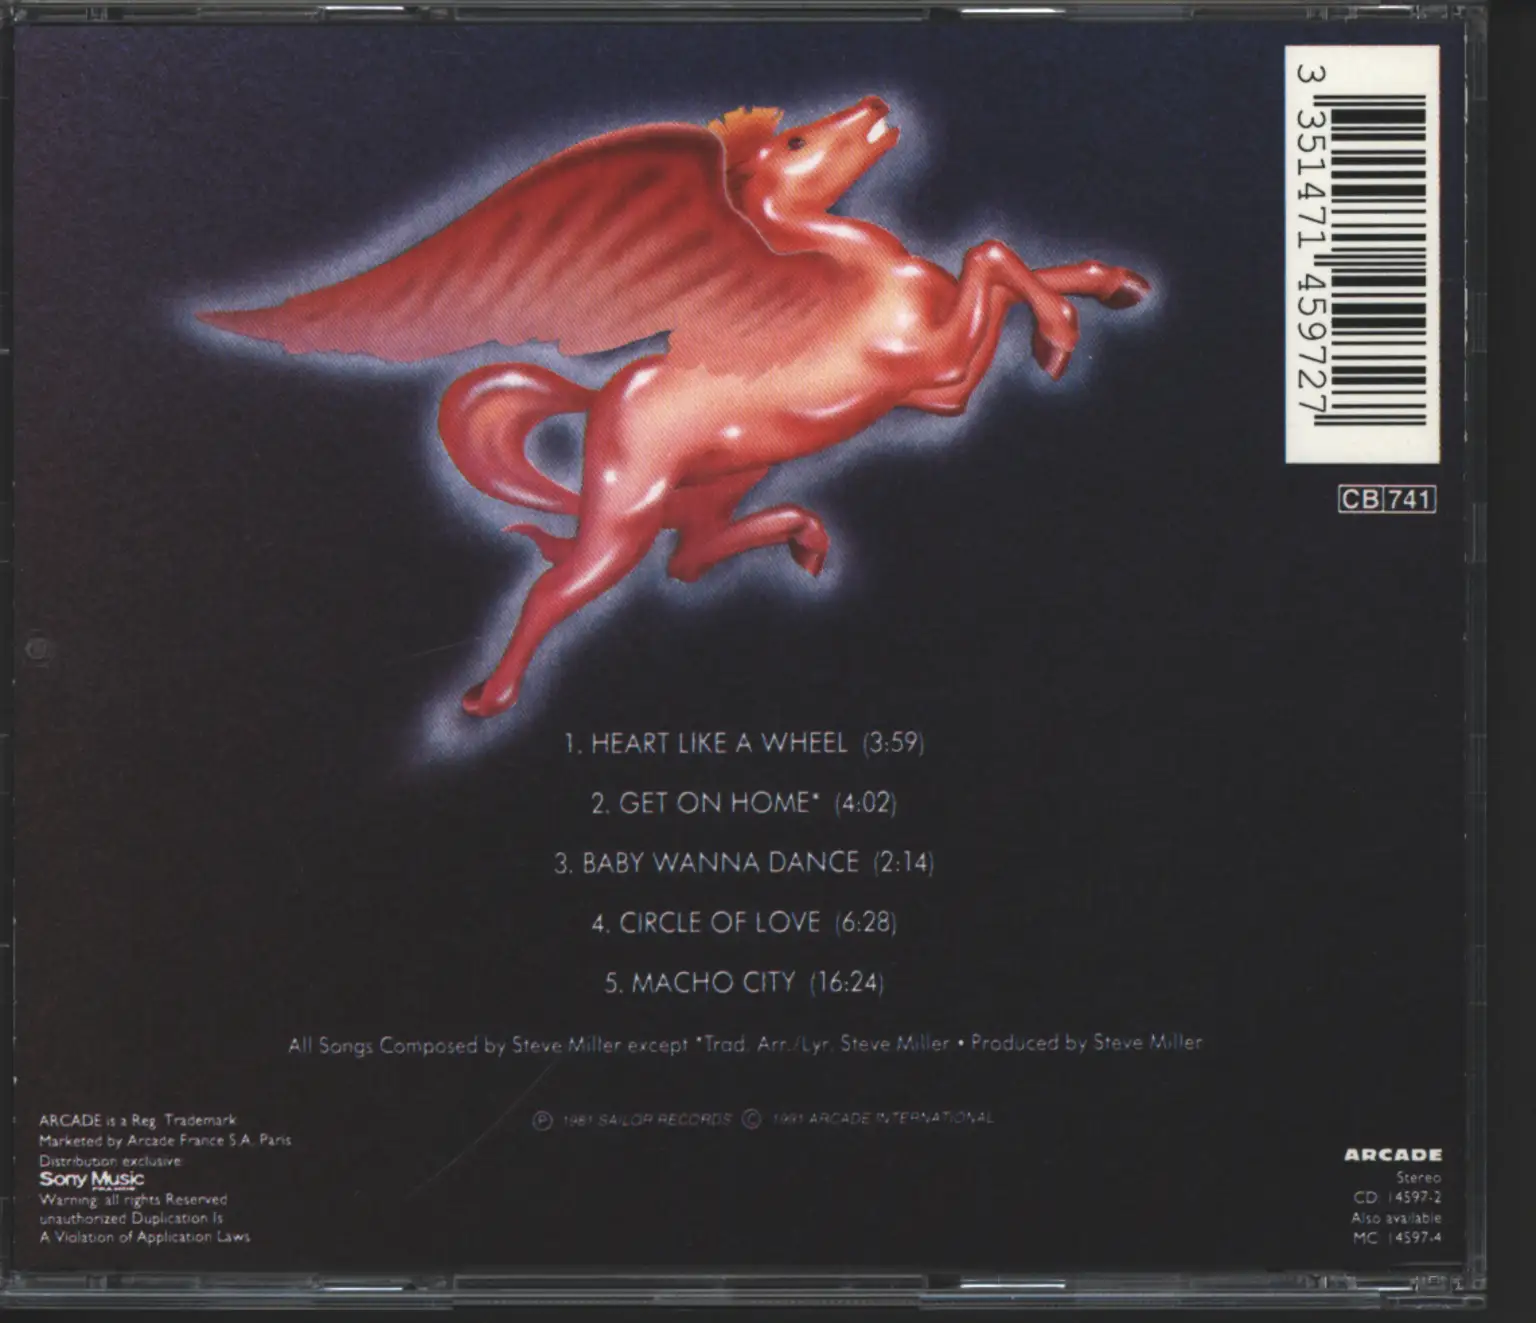 3 351471 459727
CB 741
1. HEART LIKE A WHEEL (3:59)
2. GET ON HOME* (4:02)
3. BABY WANNA DANCE (2:14)
4. CIRCLE OF LOVE (6:28)
5. MACHO CITY (16:24)
All Songs Composed by Steve Miller except *Trad. Arr./Lyr. Steve Miller • Produced by Steve Miller
℗ 1981 SAILOR RECORDS © 1991 ARCADE INTERNATIONAL
ARCADE is a Reg. Trademark
Marketed by Arcade France S.A. Paris
Distribution exclusive
Sony Music
FRANCE
Warning: all rights Reserved
unauthorized Duplication Is
A Violation of Application Laws
ARCADE
Stereo
CD 14597-2
Also available
MC 14597-4